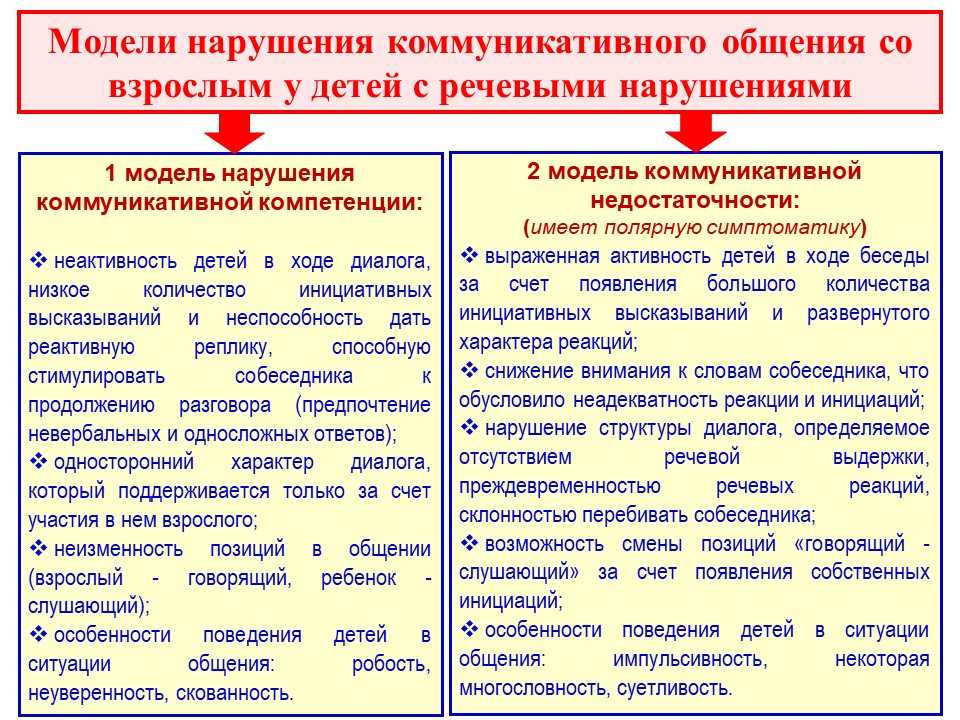 Модели нарушения коммуникативного общения со
взрослым у детей с речевыми нарушениями
1 модель нарушения
коммуникативной компетенции:
❖ неактивность детей в ходе диалога,
низкое количество инициативных
высказываний и неспособность дать
реактивную реплику, способную
стимулировать собеседника к
продолжению разговора (предпочтение
невербальных и односложных ответов);
❖ односторонний характер диалога,
который поддерживается только за счет
участия в нем взрослого;
❖ неизменность позиций в общении
(взрослый - говорящий, ребенок -
слушающий);
❖ особенности поведения детей в
ситуации общения: робость,
неуверенность, скованность.
2 модель коммуникативной
недостаточности:
(имеет полярную симптоматику)
❖ выраженная активность детей в ходе беседы
за счет появления большого количества
инициативных высказываний и развернутого
характера реакций;
❖ снижение внимания к словам собеседника, что
обусловило неадекватность реакции и инициаций;
❖ нарушение структуры диалога, определяемое
отсутствием речевой выдержки,
преждевременностью речевых реакций,
склонностью перебивать собеседника;
❖ возможность смены позиций «говорящий -
слушающий» за счет появления собственных
инициаций;
❖ особенности поведения детей в ситуации
общения: импульсивность, некоторая
многословность, суетливость.